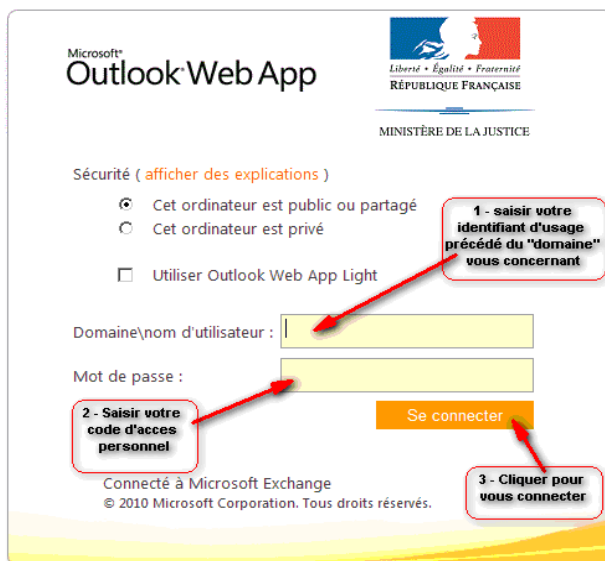 Microsoft®
Outlook Web App
Liberté • Égalité • Fraternité
RÉPUBLIQUE FRANÇAISE
MINISTÈRE DE LA JUSTICE
Sécurité ( afficher des explications )
Cet ordinateur est public ou partagé
Cet ordinateur est privé
1 - saisir votre
identifant d'usage
précédé du "domaine"
vous concernant
Utiliser Outlook Web App Light
Domaine\nom d'utilisateur :
Mot de passe :
2 - Saisir votre
code d'acces
personnel
Se connecter
3 - Cliquer pour
vous connecter
Connecté à Microsoft Exchange
© 2010 Microsoft Corporation. Tous droits réservés.